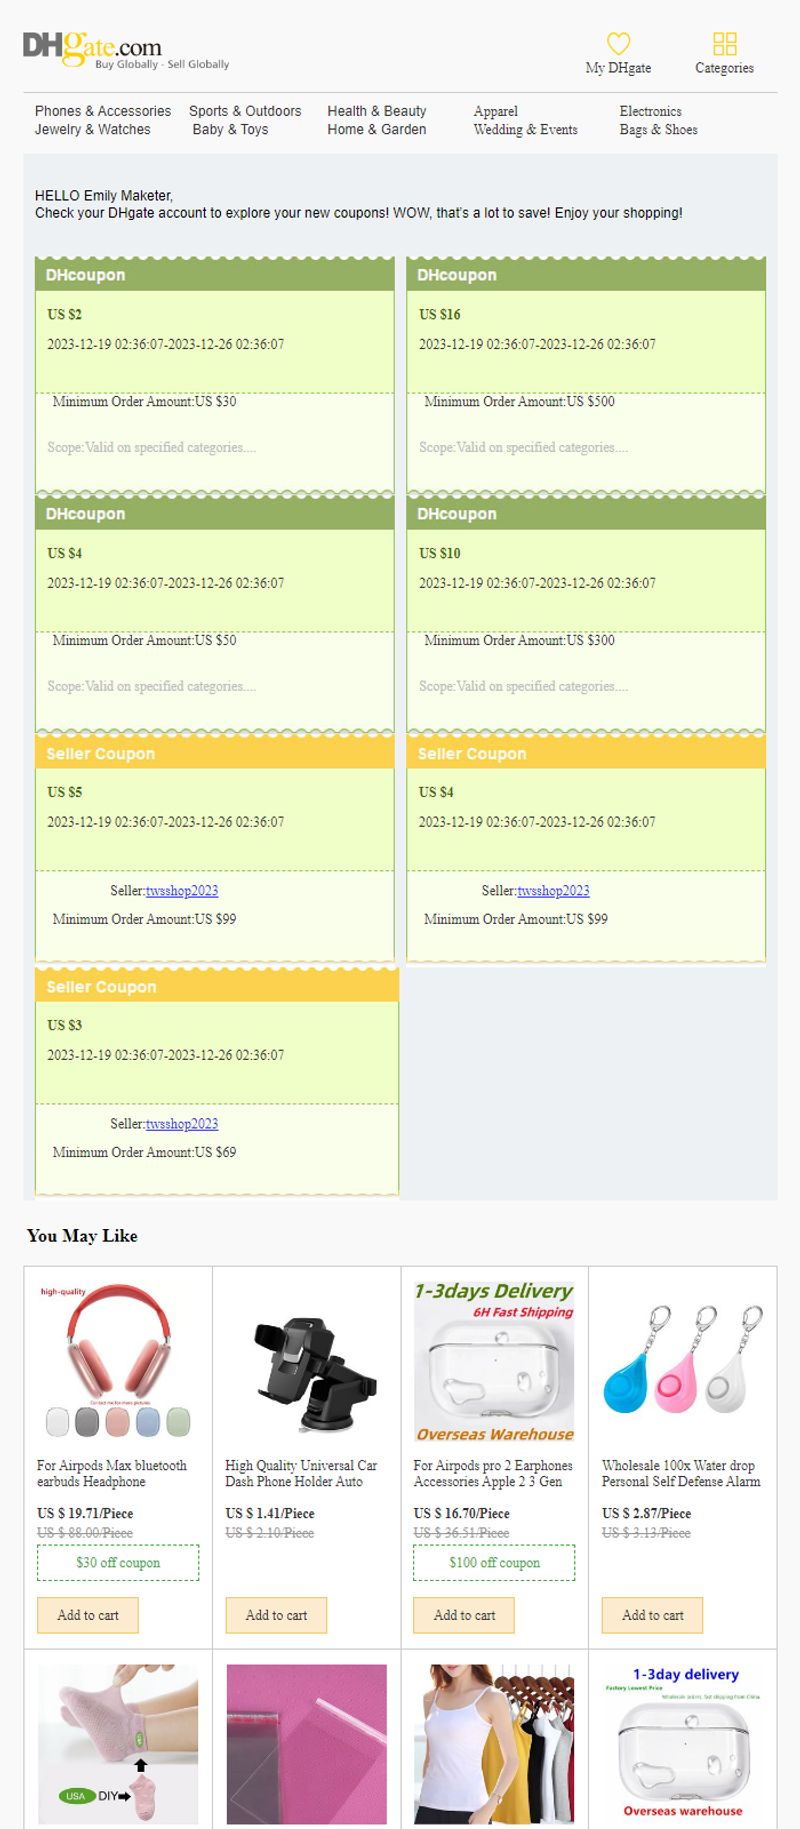 DHgate.com
Buy Globally - Sell Globally
My DHgate
Categories
Phones & Accessories Sports & Outdoors Health & Beauty Apparel Electronics
Jewelry & Watches Baby & Toys Home & Garden Wedding & Events Bags & Shoes
HELLO Emily Maketer,
Check your DHgate account to explore your new coupons! WOW, that's a lot to save! Enjoy your shopping!
DHcoupon
US $2
2023-12-19 02:36:07-2023-12-26 02:36:07
Minimum Order Amount:US $30
Scope:Valid on specified categories....
DHcoupon
US $16
2023-12-19 02:36:07-2023-12-26 02:36:07
Minimum Order Amount:US $500
Scope:Valid on specified categories....
DHcoupon
US $4
2023-12-19 02:36:07-2023-12-26 02:36:07
Minimum Order Amount:US $50
Scope:Valid on specified categories....
DHcoupon
US $10
2023-12-19 02:36:07-2023-12-26 02:36:07
Minimum Order Amount:US $300
Scope:Valid on specified categories....
Seller Coupon
US $5
2023-12-19 02:36:07-2023-12-26 02:36:07
Seller:twsshop2023
Minimum Order Amount:US $99
Seller Coupon
US $4
2023-12-19 02:36:07-2023-12-26 02:36:07
Seller:twsshop2023
Minimum Order Amount:US $99
Seller Coupon
US $3
2023-12-19 02:36:07-2023-12-26 02:36:07
Seller:twsshop2023
Minimum Order Amount:US $69
You May Like
high-quality
Contact me for more pictures
For Airpods Max bluetooth
earbuds Headphone
US $ 19.71/Piece
US $ 88.00/Piece
$30 off coupon
Add to cart
High Quality Universal Car
Dash Phone Holder Auto
US $ 1.41/Piece
US $ 2.10/Piece
Add to cart
1-3days Delivery
6H Fast Shipping
Overseas Warehouse
For Airpods pro 2 Earphones
Accessories Apple 2 3 Gen
US $ 16.70/Piece
US $ 36.51/Piece
$100 off coupon
Add to cart
Wholesale 100x Water drop
Personal Self Defense Alarm
US $ 2.87/Piece
US $ 3.13/Piece
Add to cart
USA DIY
1-3day delivery
Factory Lowest Price
Wholesale orders, fast shipping from China
Overseas warehouse